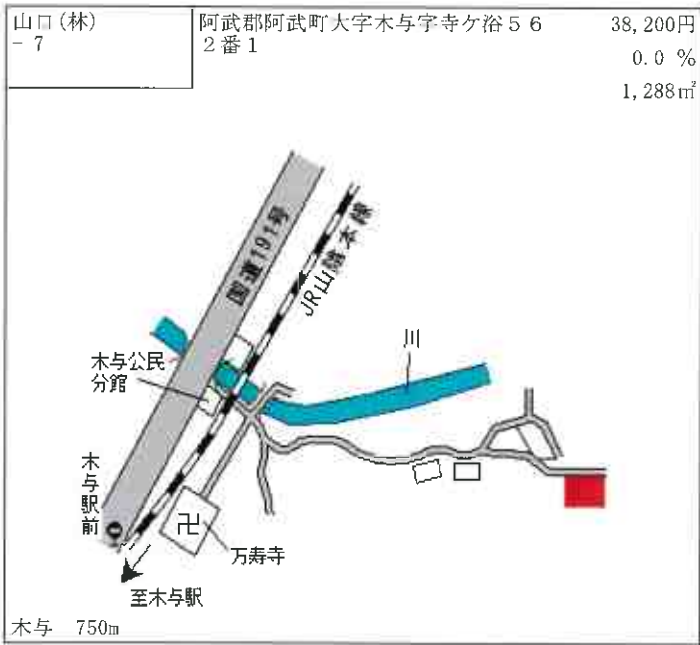 山口(林)
－7
阿武郡阿武町大字木与字寺ケ浴５６
２番１
38,200円
0.0 %
1,288㎡
国道191号
JR山陰本線
川
木与公民
分館
木与駅前
卍
万寿寺
至木与駅
木与 750m